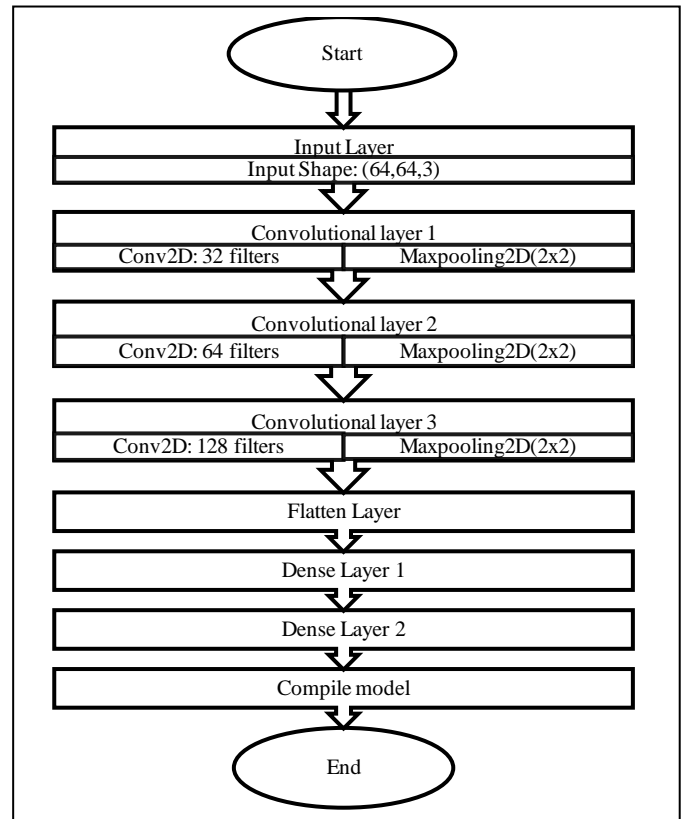 Start
Input Layer
Input Shape: (64,64,3)
Convolutional layer 1
Conv2D: 32 filters
Maxpooling2D(2x2)
Convolutional layer 2
Conv2D: 64 filters
Maxpooling2D(2x2)
Convolutional layer 3
Conv2D: 128 filters
Maxpooling2D(2x2)
Flatten Layer
Dense Layer 1
Dense Layer 2
Compile model
End